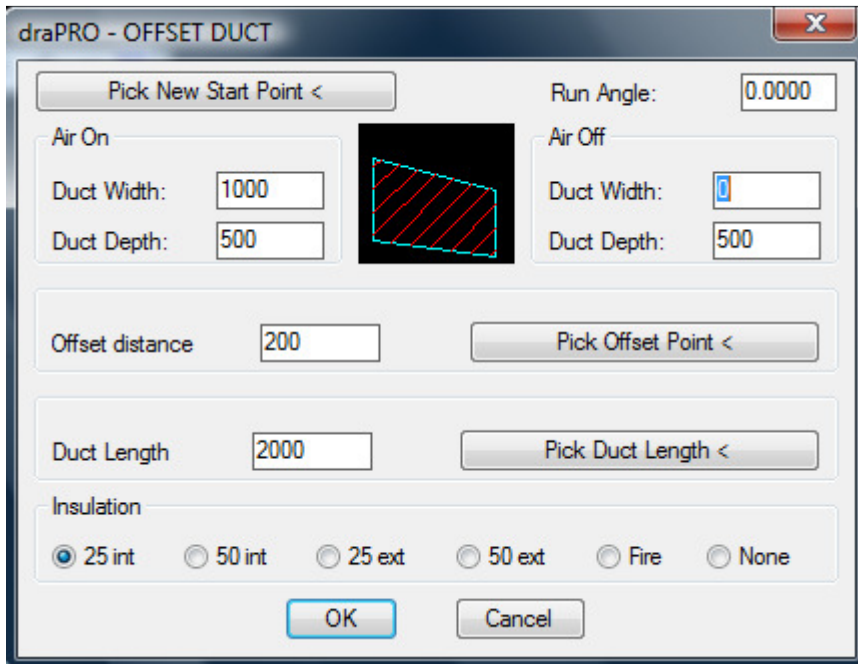 draPRO - OFFSET DUCT
Pick New Start Point <
Run Angle: 0.0000
Air On
Duct Width: 1000
Duct Depth: 500
Air Off
Duct Width: 0
Duct Depth: 500
Offset distance 200
Pick Offset Point <
Duct Length 2000
Pick Duct Length <
Insulation
25 int 50 int 25 ext 50 ext Fire None
OK Cancel